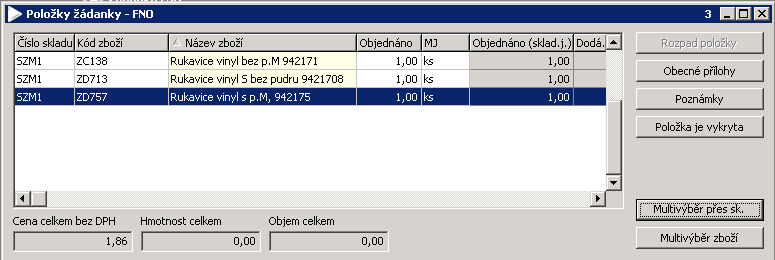 Položky žádanky - FNO 3
Číslo skladu Kód zboží Název zboží Objednáno MJ Objednáno (sklad.j.) Dodá.
SZM1 ZC138 Rukavice vinyl bez p.M 942171 1,00 ks 1,00
SZM1 ZD713 Rukavice vinyl S bez pudru 9421708 1,00 ks 1,00
SZM1 ZD757 Rukavice vinyl s p.M, 942175 1,00 ks 1,00
Rozpad položky
Obecné přílohy
Poznámky
Položka je vykryta
Multivýběr přes sk.
Multivýběr zboží
Cena celkem bez DPH Hmotnost celkem Objem celkem
1,86 0,00 0,00